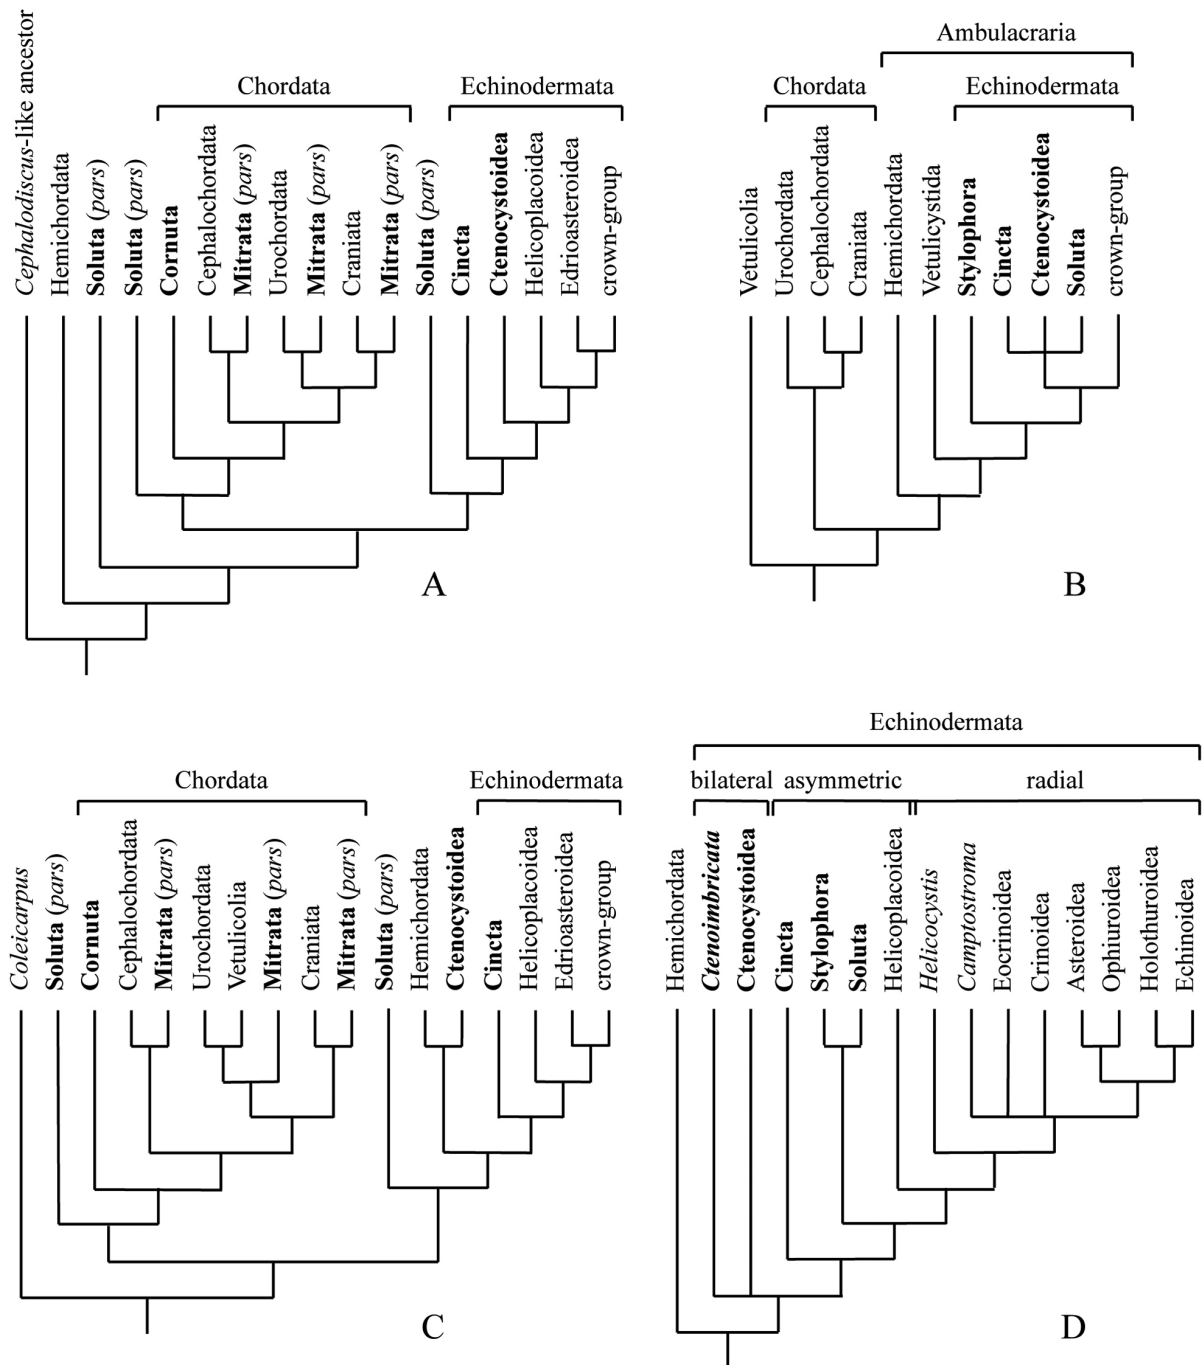 Chordata
Echinodermata
Cephalodiscus-like ancestor
Hemichordata
Soluta (pars)
Soluta (pars)
Cornuta
Cephalochordata
Mitrata (pars)
Urochordata
Mitrata (pars)
Craniata
Mitrata (pars)
Soluta (pars)
Cincta
Ctenocystoidea
Helicoplacoidea
Edrioasteroidea
crown-group
A
Ambulacraria
Chordata
Echinodermata
Vetulicolia
Urochordata
Cephalochordata
Craniata
Hemichordata
Vetulicystida
Stylophora
Cincta
Ctenocystoidea
Soluta
crown-group
B
Chordata
Echinodermata
Coleicarpus
Soluta (pars)
Cornuta
Cephalochordata
Mitrata (pars)
Urochordata
Vetulicolia
Mitrata (pars)
Craniata
Mitrata (pars)
Soluta (pars)
Hemichordata
Ctenocystoidea
Cincta
Helicoplacoidea
Edrioasteroidea
crown-group
C
Echinodermata
bilateral
asymmetric
radial
Hemichordata
Ctenoimbricata
Ctenocystoidea
Cincta
Stylophora
Soluta
Helicoplacoidea
Helicocystis
Camptostroma
Eocrinoidea
Crinoidea
Asteroidea
Ophiuroidea
Holothuroidea
Echinoidea
D